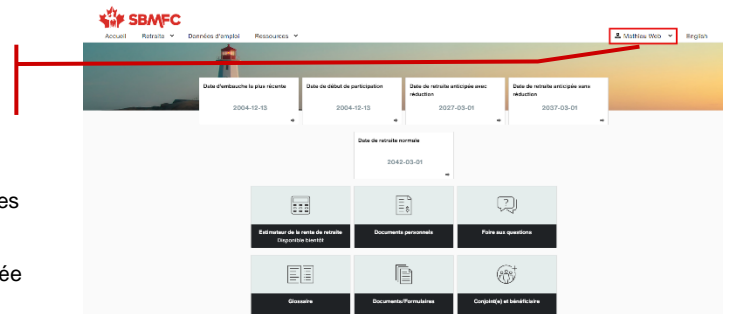 SBMFC
Accueil Retraite Données d'emploi Ressources Mathieu Web English
Date d'embauche la plus récente
2004-12-13
Date de début de participation
2004-12-13
Date de retraite anticipée avec réduction
2027-03-01
Date de retraite anticipée sans réduction
2037-03-01
Date de retraite normale
2042-03-01
es
ée
Estimateur de la rente de retraite
Disponible bientôt
Documents personnels
Foire aux questions
Glossaire
Documents/Formulaires
Conjoint(e) et bénéficiaire